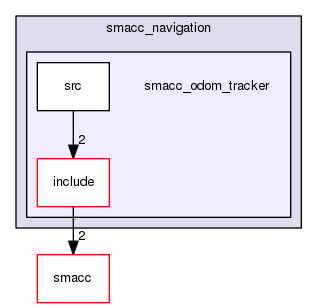 smacc_navigation
src
smacc_odom_tracker
2
include
2
smacc